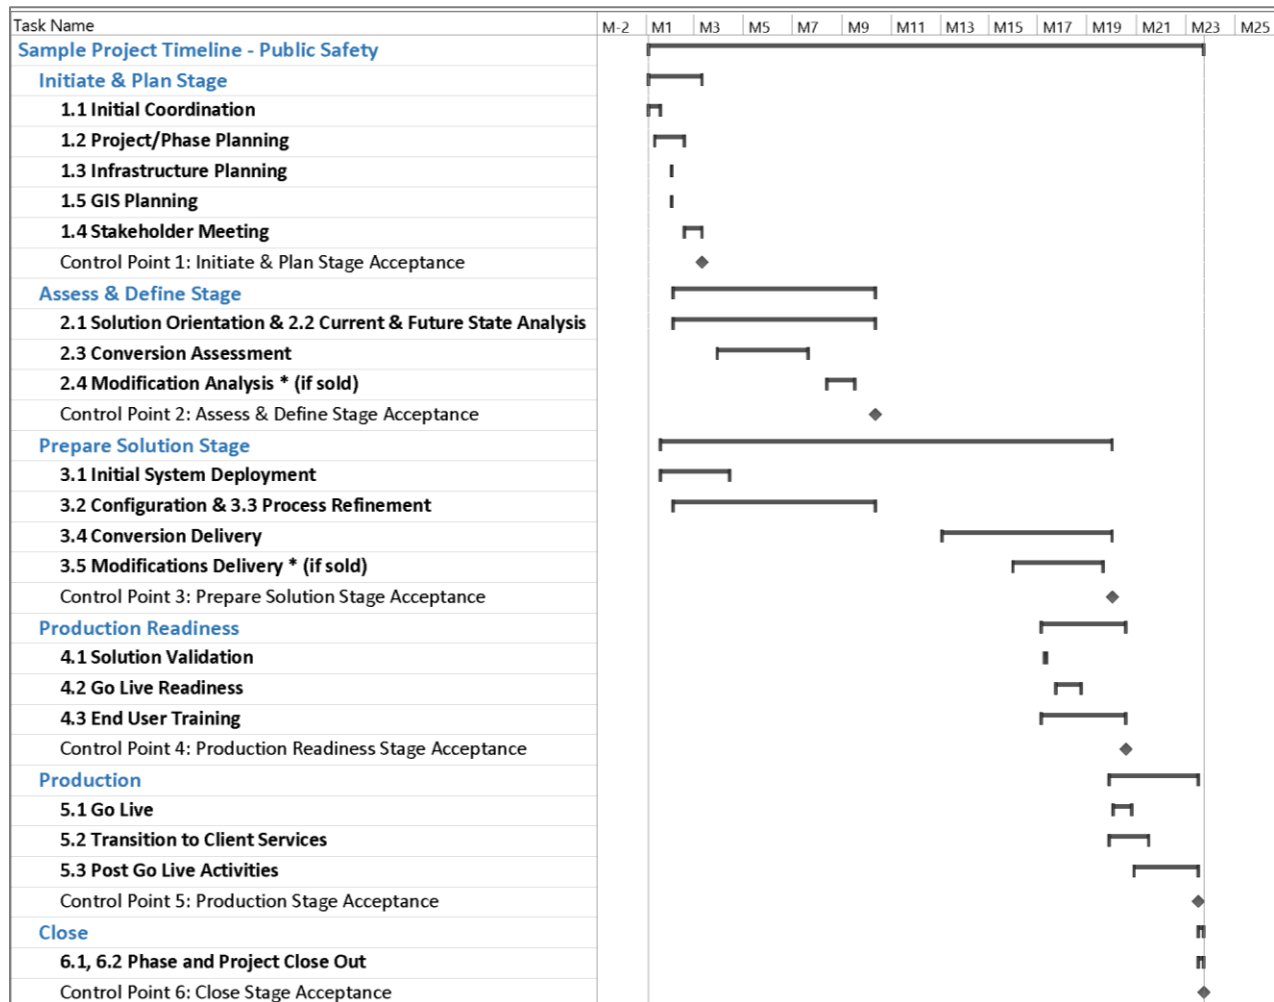 Task Name M-2 M1 M3 M5 M7 M9 M11 M13 M15 M17 M19 M21 M23 M25
Sample Project Timeline - Public Safety
Initiate & Plan Stage
1.1 Initial Coordination
1.2 Project/Phase Planning
1.3 Infrastructure Planning
1.5 GIS Planning
1.4 Stakeholder Meeting
Control Point 1: Initiate & Plan Stage Acceptance
Assess & Define Stage
2.1 Solution Orientation & 2.2 Current & Future State Analysis
2.3 Conversion Assessment
2.4 Modification Analysis * (if sold)
Control Point 2: Assess & Define Stage Acceptance
Prepare Solution Stage
3.1 Initial System Deployment
3.2 Configuration & 3.3 Process Refinement
3.4 Conversion Delivery
3.5 Modifications Delivery * (if sold)
Control Point 3: Prepare Solution Stage Acceptance
Production Readiness
4.1 Solution Validation
4.2 Go Live Readiness
4.3 End User Training
Control Point 4: Production Readiness Stage Acceptance
Production
5.1 Go Live
5.2 Transition to Client Services
5.3 Post Go Live Activities
Control Point 5: Production Stage Acceptance
Close
6.1, 6.2 Phase and Project Close Out
Control Point 6: Close Stage Acceptance